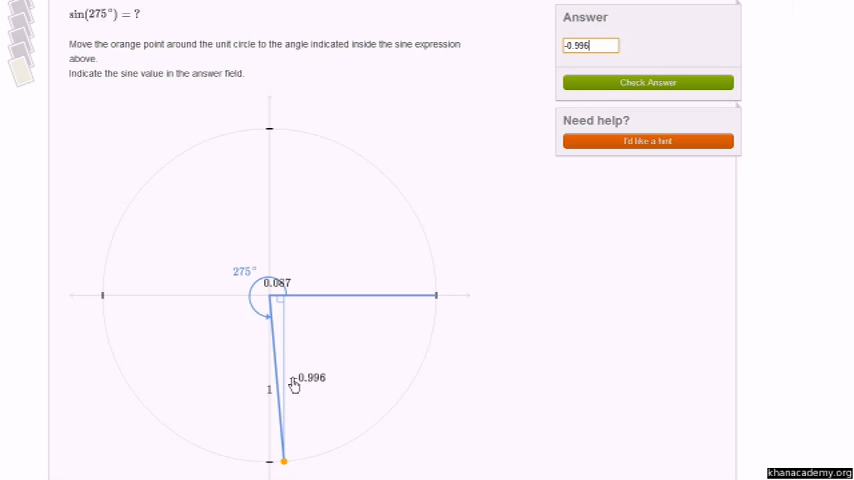 sin(275°) = ?
Move the orange point around the unit circle to the angle indicated inside the sine expression
above.
Indicate the sine value in the answer field.
Answer
-0.996
Check Answer
Need help?
I'd like a hint
275°
0.087
-0.996
1
khanacademy.org